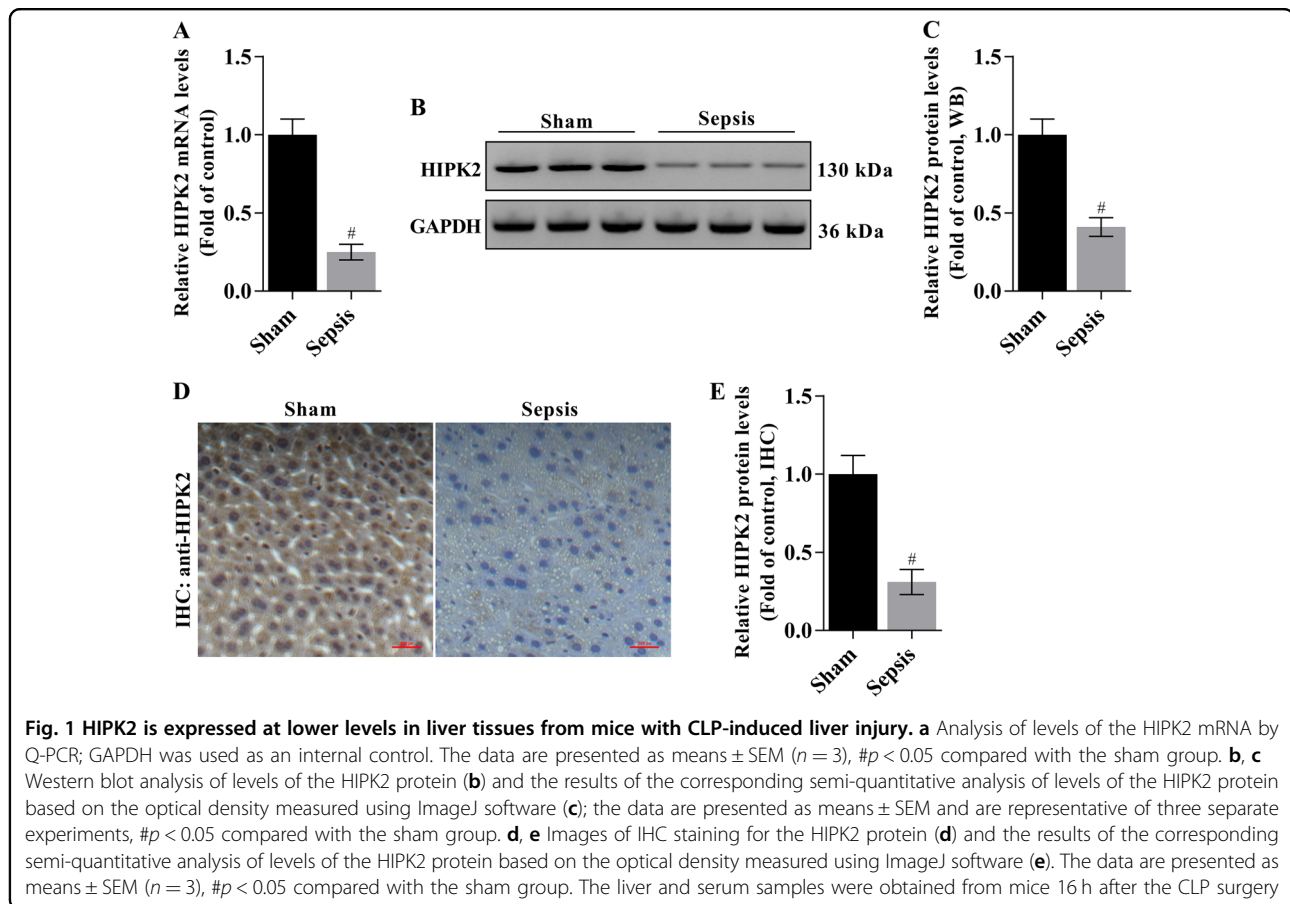 A
Relative HIPK2 mRNA levels
(Fold of control)
1.5
1.0
0.5
0.0
#
Sham
Sepsis
B
Sham
Sepsis
HIPK2
130 kDa
GAPDH
36 kDa
C
Relative HIPK2 protein levels
(Fold of control, WB)
1.5
1.0
0.5
0.0
#
Sham
Sepsis
D
Sham
Sepsis
IHC: anti-HIPK2
E
Relative HIPK2 protein levels
(Fold of control, IHC)
1.5
1.0
0.5
0.0
#
Sham
Sepsis
Fig. 1 HIPK2 is expressed at lower levels in liver tissues from mice with CLP-induced liver injury. a Analysis of levels of the HIPK2 mRNA by
Q-PCR; GAPDH was used as an internal control. The data are presented as means ± SEM (n = 3), #p < 0.05 compared with the sham group. b, c
Western blot analysis of levels of the HIPK2 protein (b) and the results of the corresponding semi-quantitative analysis of levels of the HIPK2 protein
based on the optical density measured using ImageJ software (c); the data are presented as means ± SEM and are representative of three separate
experiments, #p < 0.05 compared with the sham group. d, e Images of IHC staining for the HIPK2 protein (d) and the results of the corresponding
semi-quantitative analysis of levels of the HIPK2 protein based on the optical density measured using ImageJ software (e). The data are presented as
means ± SEM (n = 3), #p < 0.05 compared with the sham group. The liver and serum samples were obtained from mice 16 h after the CLP surgery